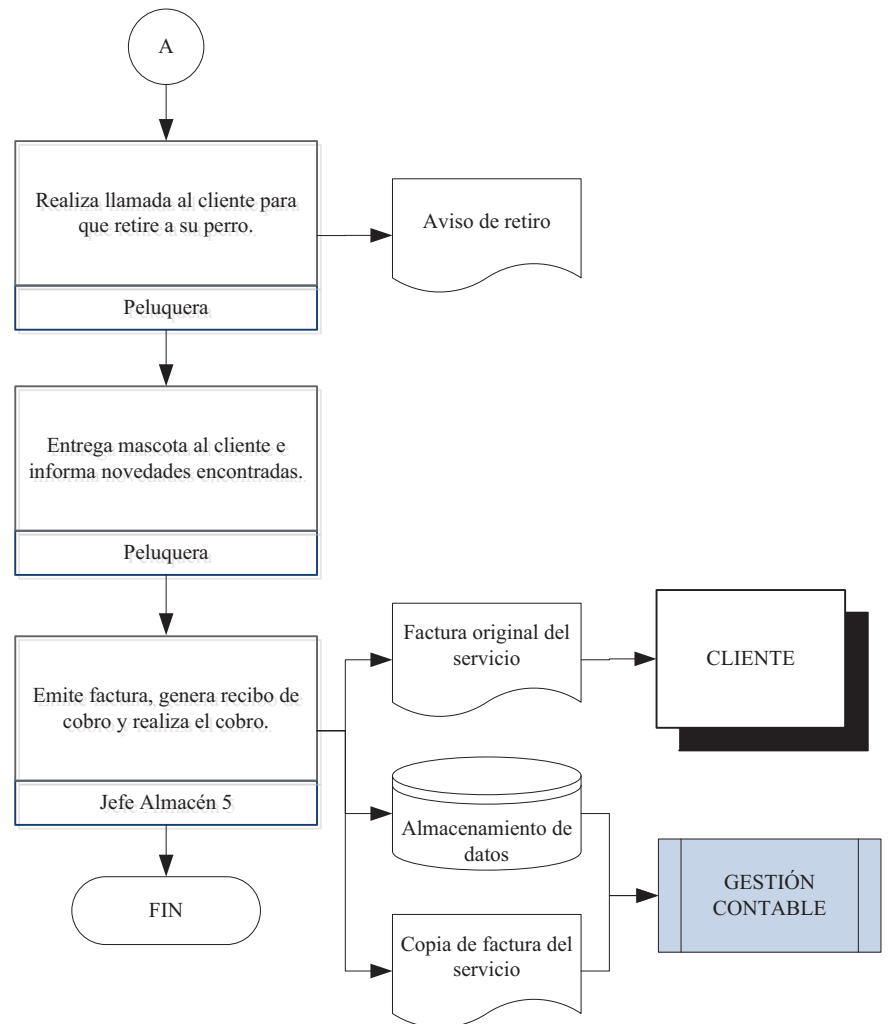 A
Realiza llamada al cliente para
que retire a su perro.
Peluquera
Aviso de retiro
Entrega mascota al cliente e
informa novedades encontradas.
Peluquera
Emite factura, genera recibo de
cobro y realiza el cobro.
Jefe Almacén 5
Factura original del
servicio
CLIENTE
Almacenamiento de
datos
GESTIÓN
CONTABLE
Copia de factura del
servicio
FIN